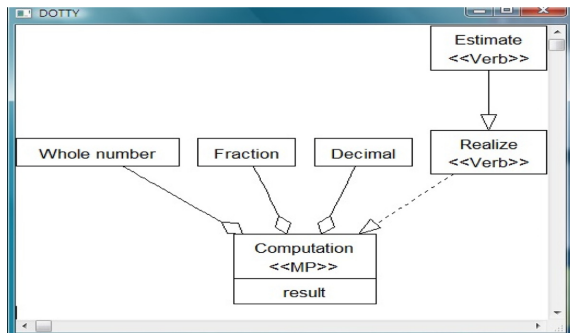 DOTTY
Estimate
<<Verb>>
Whole number
Fraction
Decimal
Realize
<<Verb>>
Computation
<<MP>>
result